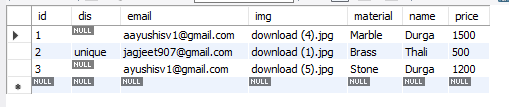 id dis email img material name price
1 NULL aayushisv1@gmail.com download (4).jpg Marble Durga 1500
2 unique jagjeet907@gmail.com download (1).jpg Brass Thali 500
3 NULL ayushisv1@gmail.com download (5).jpg Stone Durga 1200
NULL NULL NULL NULL NULL NULL NULL